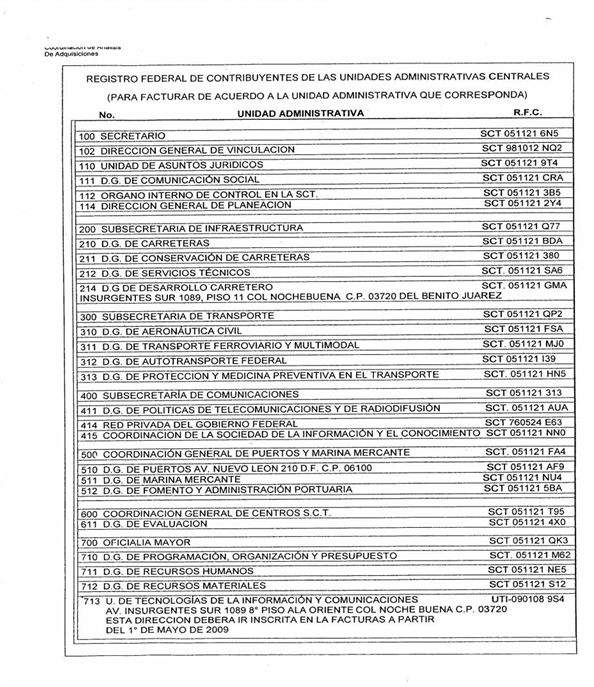 Coordinación de Análisis
De Adquisiciones
REGISTRO FEDERAL DE CONTRIBUYENTES DE LAS UNIDADES ADMINISTRATIVAS CENTRALES
(PARA FACTURAR DE ACUERDO A LA UNIDAD ADMINISTRATIVA QUE CORRESPONDA)
No. UNIDAD ADMINISTRATIVA R.F.C.
100 SECRETARIO SCT 051121 6N5
102 DIRECCION GENERAL DE VINCULACION SCT 981012 NQ2
110 UNIDAD DE ASUNTOS JURIDICOS SCT 051121 9T4
111 D.G. DE COMUNICACIÓN SOCIAL SCT 051121 CRA
112 ORGANO INTERNO DE CONTROL EN LA SCT. SCT 051121 3B5
114 DIRECCION GENERAL DE PLANEACION SCT 051121 2Y4
200 SUBSECRETARIA DE INFRAESTRUCTURA SCT 051121 Q77
210 D.G. DE CARRETERAS SCT 051121 BDA
211 D.G. DE CONSERVACIÓN DE CARRETERAS SCT 051121 380
212 D.G. DE SERVICIOS TÉCNICOS SCT. 051121 SA6
214 D.G DE DESARROLLO CARRETERO SCT. 051121 GMA
INSURGENTES SUR 1089, PISO 11 COL NOCHEBUENA C.P. 03720 DEL BENITO JUAREZ
300 SUBSECRETARIA DE TRANSPORTE SCT 051121 QP2
310 D.G. DE AERONÁUTICA CIVIL SCT 051121 FSA
311 D.G. DE TRANSPORTE FERROVIARIO Y MULTIMODAL SCT. 051121 MJ0
312 D.G. DE AUTOTRANSPORTE FEDERAL SCT 051121 I39
313 D.G. DE PROTECCION Y MEDICINA PREVENTIVA EN EL TRANSPORTE SCT. 051121 HN5
400 SUBSECRETARÍA DE COMUNICACIONES SCT 051121 313
411 D.G. DE POLITICAS DE TELECOMUNICACIONES Y DE RADIODIFUSIÓN SCT. 051121 AUA
414 RED PRIVADA DEL GOBIERNO FEDERAL SCT 760524 E63
415 COORDINACION DE LA SOCIEDAD DE LA INFORMACIÓN Y EL CONOCIMIENTO SCT 051121 NN0
500 COORDINACIÓN GENERAL DE PUERTOS Y MARINA MERCANTE SCT. 051121 FA4
510 D.G. DE PUERTOS AV. NUEVO LEON 210 D.F. C.P. 06100 SCT 051121 AF9
511 D.G. DE MARINA MERCANTE SCT 051121 NU4
512 D.G. DE FOMENTO Y ADMINISTRACIÓN PORTUARIA SCT 051121 5BA
600 COORDINACION GENERAL DE CENTROS S.C.T. SCT 051121 T95
611 D.G. DE EVALUACION SCT 051121 4X0
700 OFICIALIA MAYOR SCT 051121 QK3
710 D.G. DE PROGRAMACIÓN, ORGANIZACIÓN Y PRESUPUESTO SCT. 051121 M62
711 D.G. DE RECURSOS HUMANOS SCT 051121 NE5
712 D.G. DE RECURSOS MATERIALES SCT 051121 S12
713 U. DE TECNOLOGÍAS DE LA INFORMACIÓN Y COMUNICACIONES UTI-090108 9S4
AV. INSURGENTES SUR 1089 8° PISO ALA ORIENTE COL NOCHE BUENA C.P. 03720
ESTA DIRECCION DEBERA IR INSCRITA EN LA FACTURAS A PARTIR
DEL 1° DE MAYO DE 2009